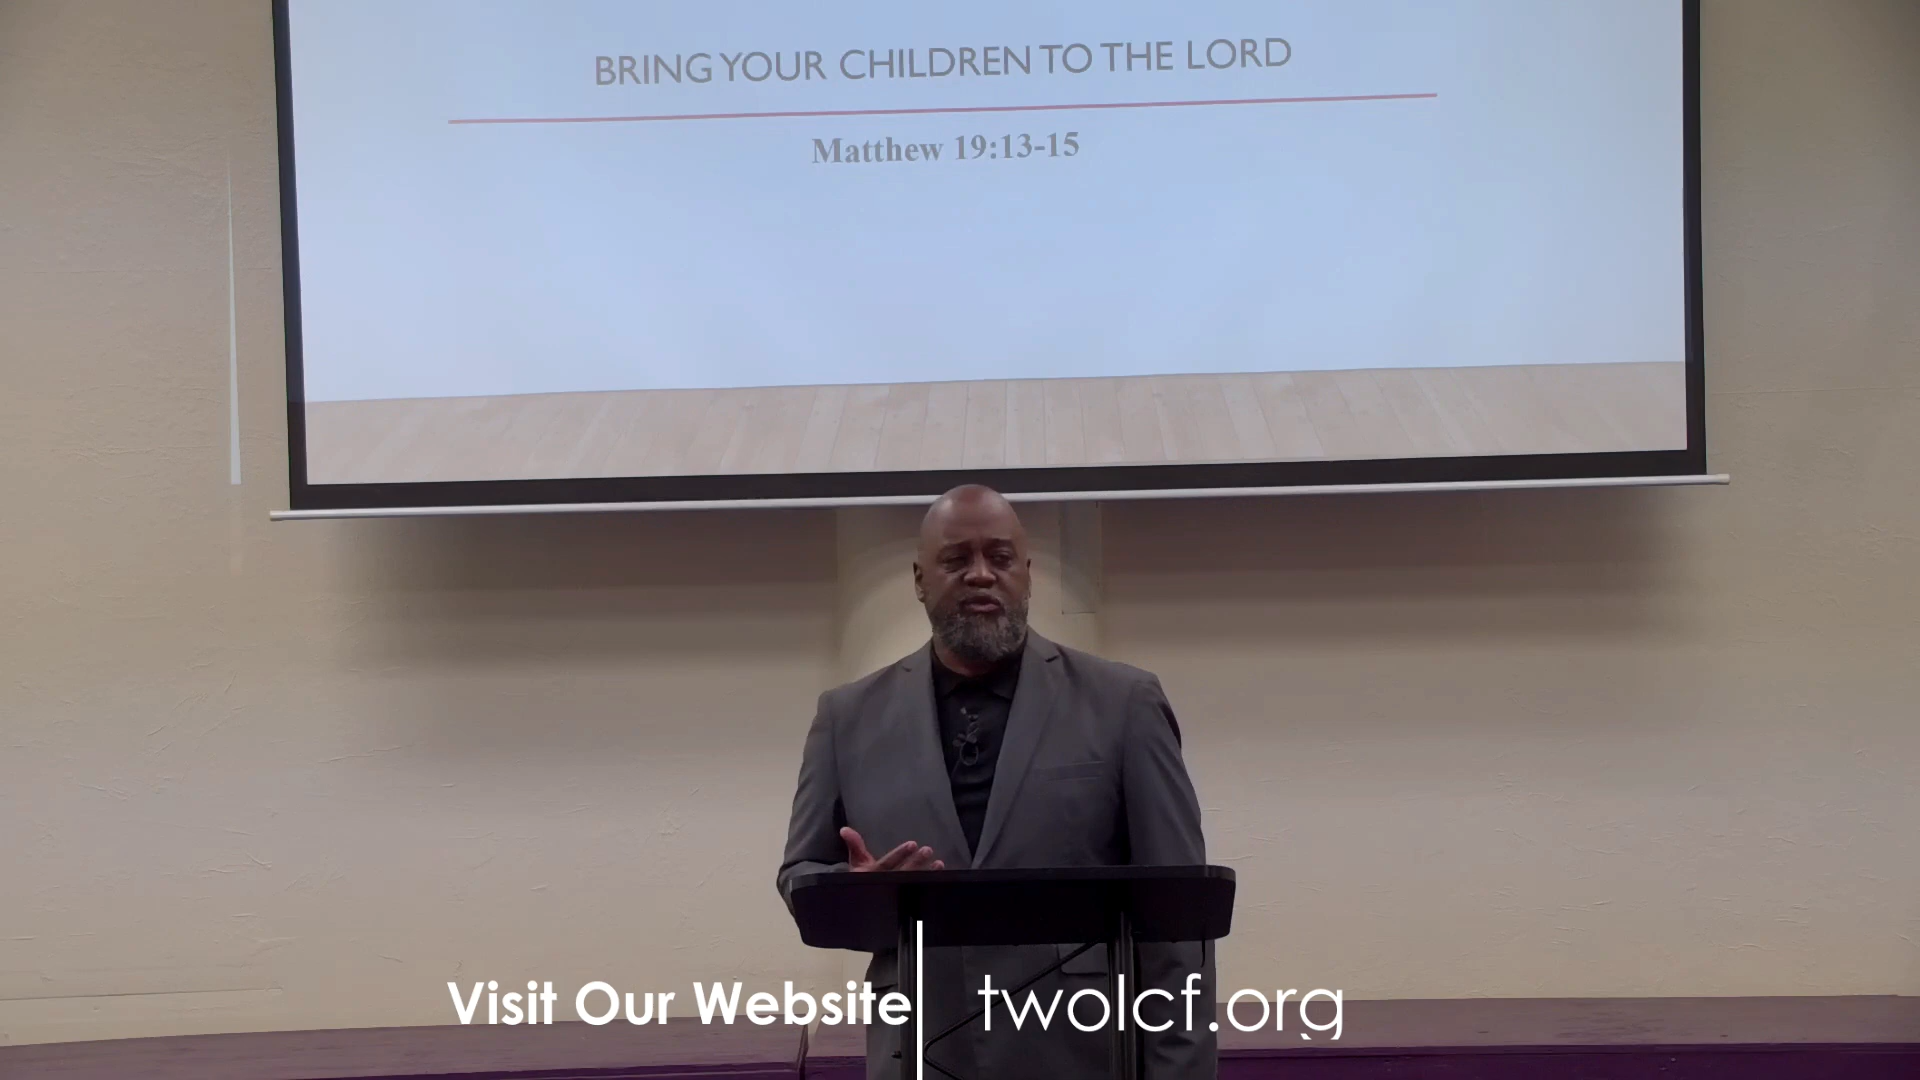 BRING YOUR CHILDREN TO THE LORD
Matthew 19:13-15
Visit Our Website
twolcf.org